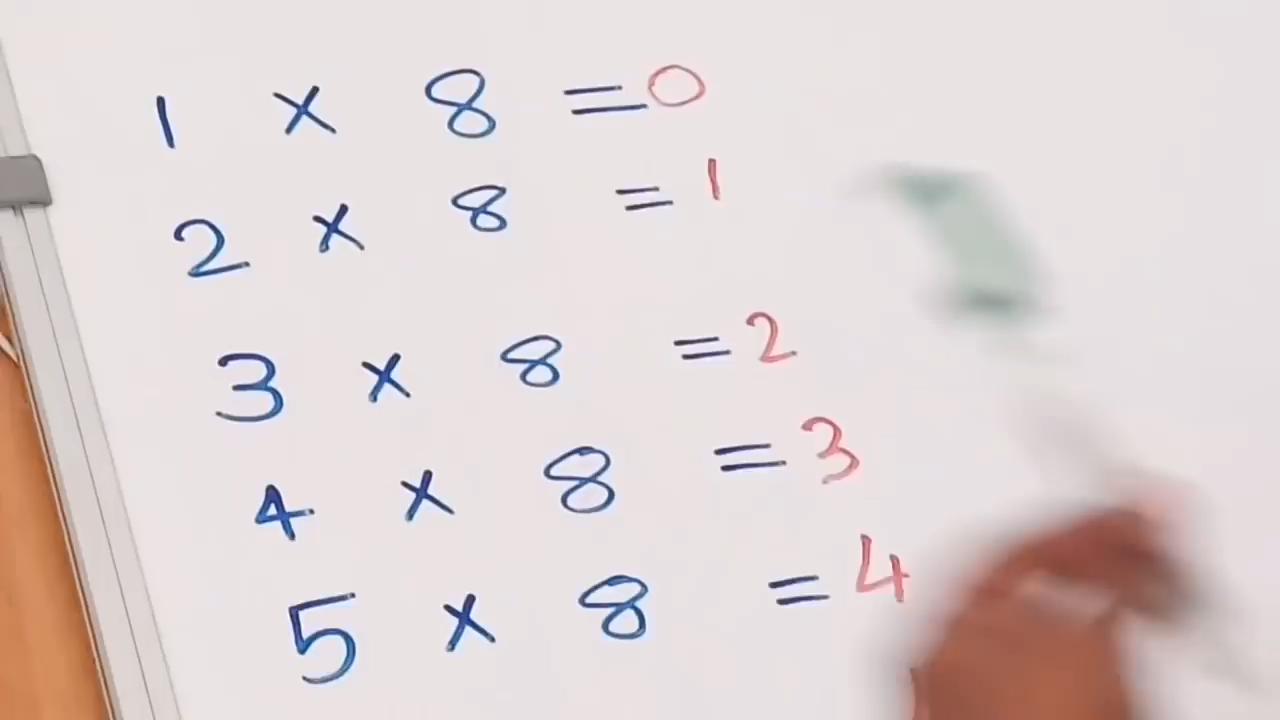 1 × 8 = 0
2 × 8 = 1
3 × 8 = 2
4 × 8 = 3
5 × 8 = 4